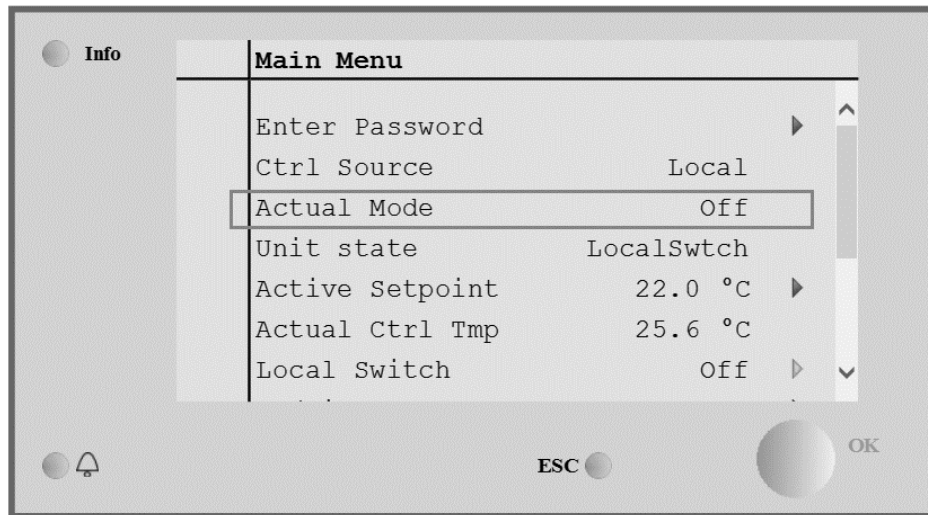 Info
Main Menu
Enter Password
Ctrl Source Local
Actual Mode Off
Unit state LocalSwtch
Active Setpoint 22.0 °C
Actual Ctrl Tmp 25.6 °C
Local Switch Off
ESC
OK